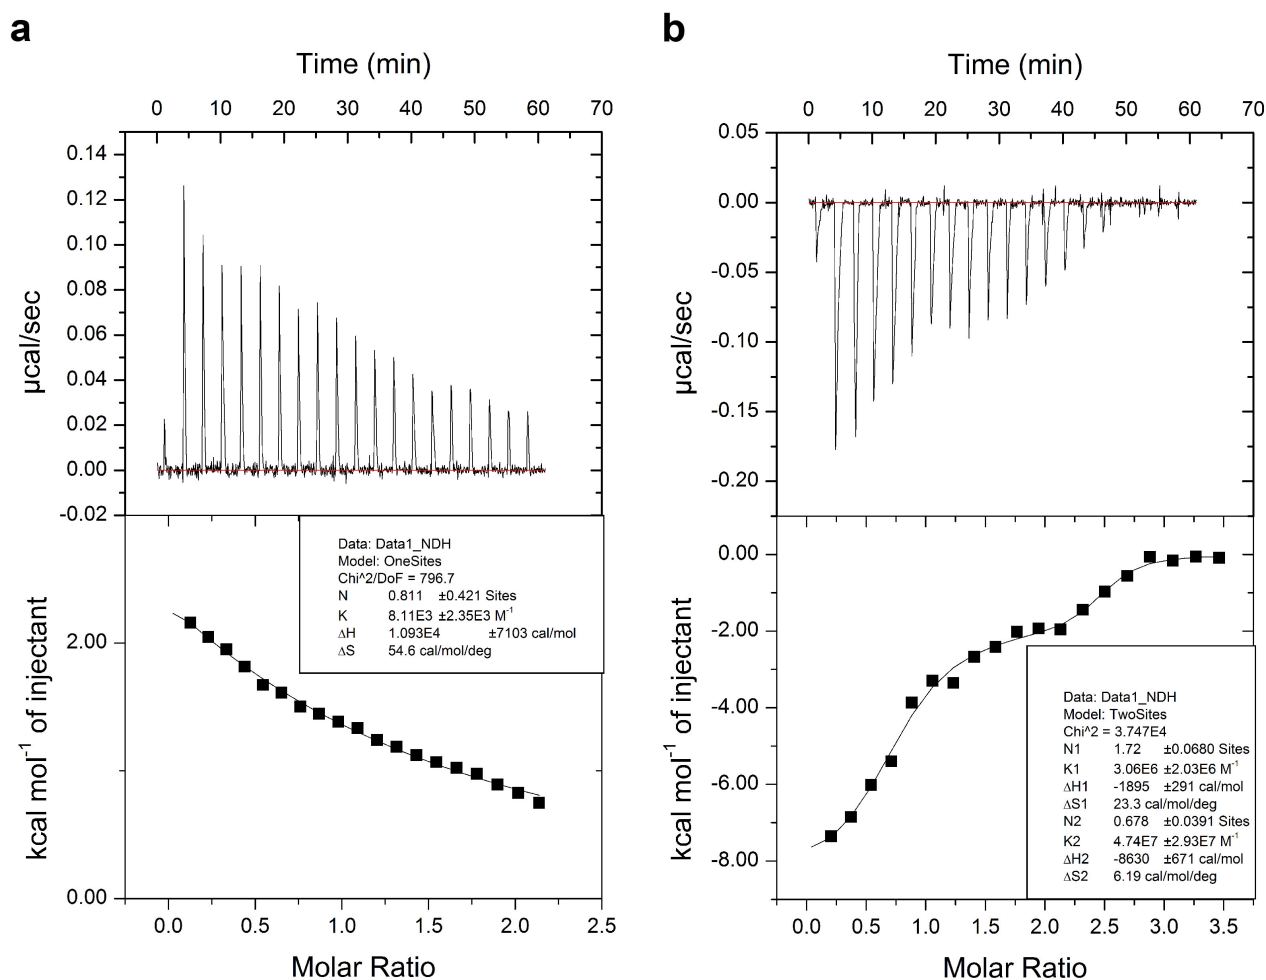 a
Time (min)
0 10 20 30 40 50 60 70
0.14
0.12
0.10
0.08
0.06
0.04
0.02
0.00
-0.02
µcal/sec
Data: Data1_NDH
Model: OneSites
Chi^2/DoF = 796.7
N 0.811 ±0.421 Sites
K 8.11E3 ±2.35E3 M⁻¹
ΔH 1.093E4 ±7103 cal/mol
ΔS 54.6 cal/mol/deg
2.00
0.00
kcal mol⁻¹ of injectant
0.0 0.5 1.0 1.5 2.0 2.5
Molar Ratio
b
Time (min)
0 10 20 30 40 50 60 70
0.05
0.00
-0.05
-0.10
-0.15
-0.20
µcal/sec
0.00
-2.00
-4.00
-6.00
-8.00
kcal mol⁻¹ of injectant
Data: Data1_NDH
Model: TwoSites
Chi^2 = 3.747E4
N1 1.72 ±0.0680 Sites
K1 3.06E6 ±2.03E6 M⁻¹
ΔH1 -1895 ±291 cal/mol
ΔS1 23.3 cal/mol/deg
N2 0.678 ±0.0391 Sites
K2 4.74E7 ±2.93E7 M⁻¹
ΔH2 -8630 ±671 cal/mol
ΔS2 6.19 cal/mol/deg
0.0 0.5 1.0 1.5 2.0 2.5 3.0 3.5
Molar Ratio